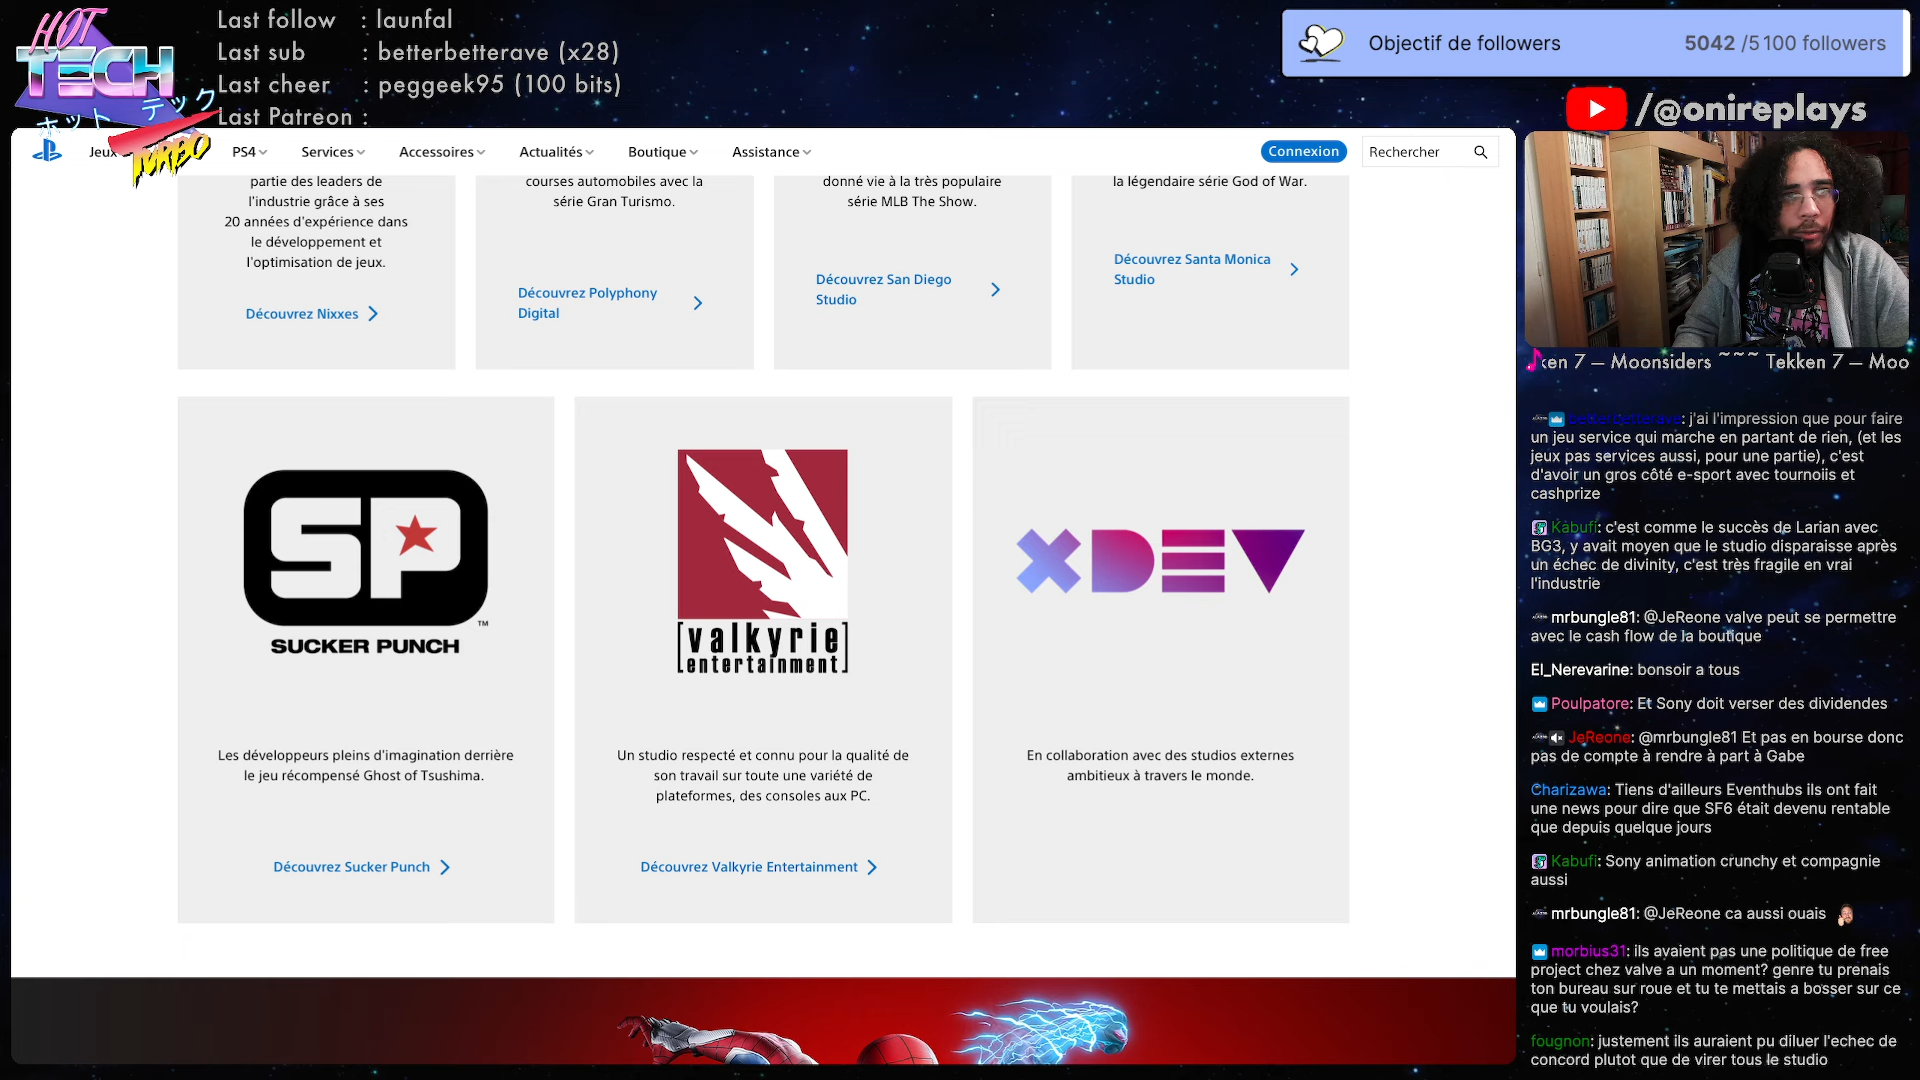 HOT
TECH
ホット テック
TURBO
Last follow : launfal
Last sub : betterbetterave (x28)
Last cheer : peggeek95 (100 bits)
Last Patreon :
Objectif de followers
5042 /5 100 followers
/@onireplays
Jeux
PS4
Services
Accessoires
Actualités
Boutique
Assistance
Connexion
Rechercher
partie des leaders de
l'industrie grâce à ses
20 années d'expérience dans
le développement et
l'optimisation de jeux.
Découvrez Nixxes
courses automobiles avec la
série Gran Turismo.
Découvrez Polyphony
Digital
donné vie à la très populaire
série MLB The Show.
Découvrez San Diego
Studio
la légendaire série God of War.
Découvrez Santa Monica
Studio
SP
TM
SUCKER PUNCH
Les développeurs pleins d'imagination derrière
le jeu récompensé Ghost of Tsushima.
Découvrez Sucker Punch
[valkyrie]
[entertainment]
Un studio respecté et connu pour la qualité de
son travail sur toute une variété de
plateformes, des consoles aux PC.
Découvrez Valkyrie Entertainment
XDEV
En collaboration avec des studios externes
ambitieux à travers le monde.
ken 7 — Moonsiders ~~~ Tekken 7 — Moo
betterbetterave: j'ai l'impression que pour faire
un jeu service qui marche en partant de rien, (et les
jeux pas services aussi, pour une partie), c'est
d'avoir un gros côté e-sport avec tournoiis et
cashprize
Kabufi: c'est comme le succès de Larian avec
BG3, y avait moyen que le studio disparaisse après
un échec de divinity, c'est très fragile en vrai
l'industrie
mrbungle81: @JeReone valve peut se permettre
avec le cash flow de la boutique
El_Nerevarine: bonsoir a tous
Poulpatore: Et Sony doit verser des dividendes
JeReone: @mrbungle81 Et pas en bourse donc
pas de compte à rendre à part à Gabe
Charizawa: Tiens d'ailleurs Eventhubs ils ont fait
une news pour dire que SF6 était devenu rentable
que depuis quelque jours
Kabufi: Sony animation crunchy et compagnie
aussi
mrbungle81: @JeReone ca aussi ouais
morbius31: ils avaient pas une politique de free
project chez valve a un moment? genre tu prenais
ton bureau sur roue et tu te mettais a bosser sur ce
que tu voulais?
fougnon: justement ils auraient pu diluer l'echec de
concord plutot que de virer tous le studio